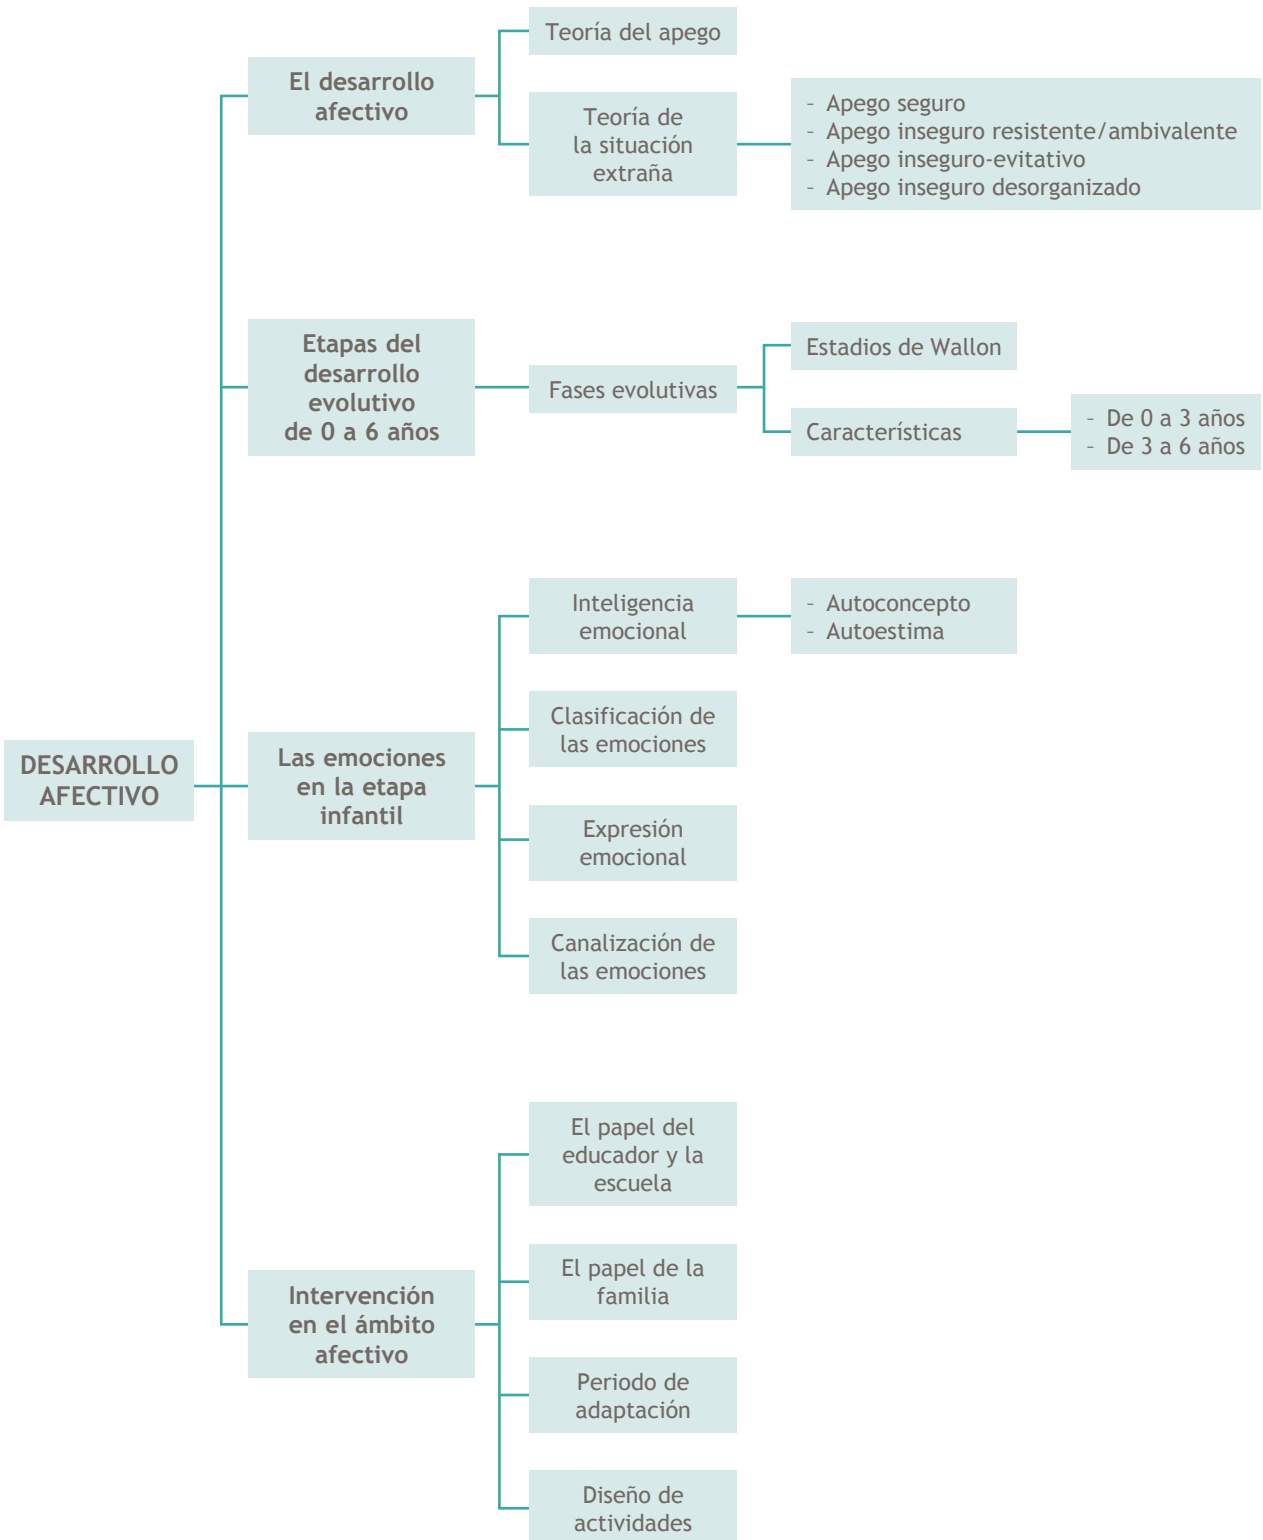 DESARROLLO
AFECTIVO
El desarrollo
afectivo
Teoría del apego
Teoría de
la situación
extraña
- Apego seguro
- Apego inseguro resistente/ambivalente
- Apego inseguro-evitativo
- Apego inseguro desorganizado
Etapas del
desarrollo
evolutivo
de 0 a 6 años
Fases evolutivas
Estadios de Wallon
Características
- De 0 a 3 años
- De 3 a 6 años
Las emociones
en la etapa
infantil
Inteligencia
emocional
- Autoconcepto
- Autoestima
Clasificación de
las emociones
Expresión
emocional
Canalización de
las emociones
Intervención
en el ámbito
afectivo
El papel del
educador y la
escuela
El papel de la
familia
Periodo de
adaptación
Diseño de
actividades